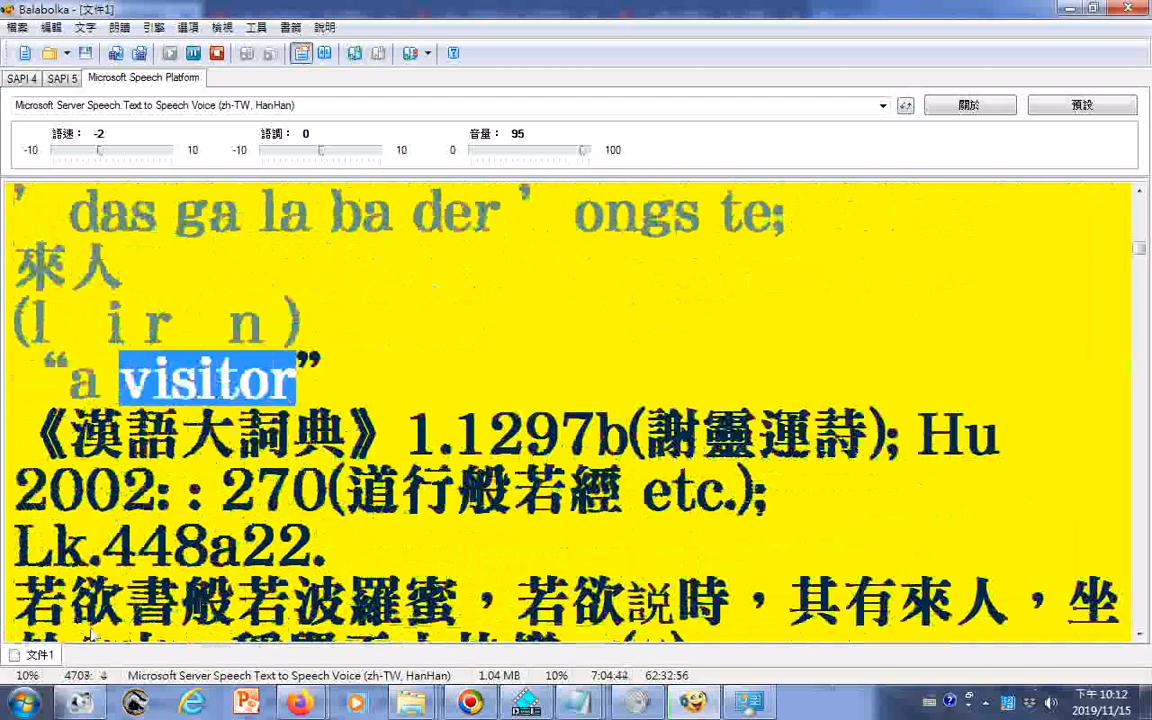 Balabolka - [文件1]
檔案 編輯 文字 朗讀 引擎 選項 檢視 工具 書籤 說明
SAPI 4 SAPI 5 Microsoft Speech Platform
Microsoft Server Speech Text to Speech Voice (zh-TW, HanHan) 關於 預設
語速： -2 語調： 0 音量： 95
-10 10 -10 10 0 100
’ das ga la ba der ’ ongs te;
來人
(l i r n )
“a visitor”
《漢語大詞典》 1.1297b(謝靈運詩); Hu
2002: : 270(道行般若經 etc.);
Lk.448a22.
若欲書般若波羅蜜，若欲説時，其有來人，坐
文件1
10% 4703: Microsoft Server Speech Text to Speech Voice (zh-TW, HanHan) 1.04 MB 10% 7:04:44 62:32:56
下午 10:12
2019/11/15